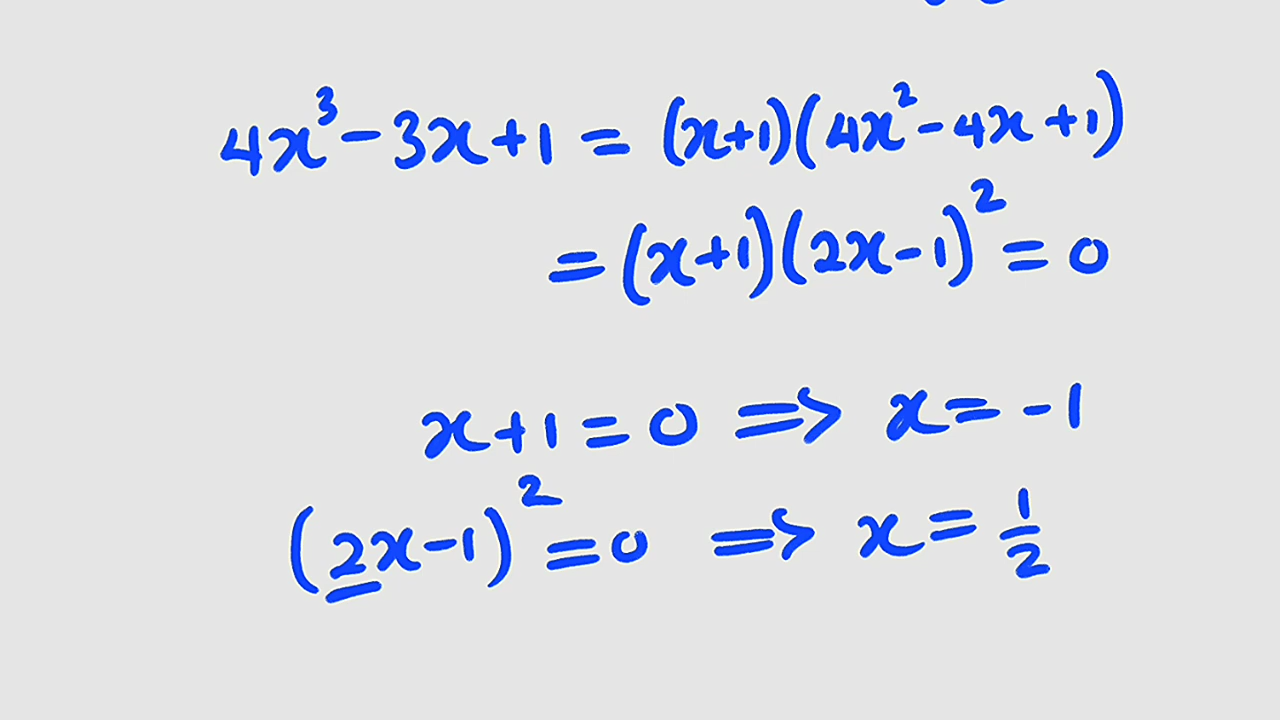 4x³-3x+1 = (x+1)(4x²-4x+1)
= (x+1)(2x-1)² = 0
x+1=0 => x= -1
(2x-1)² = 0 => x= 1/2